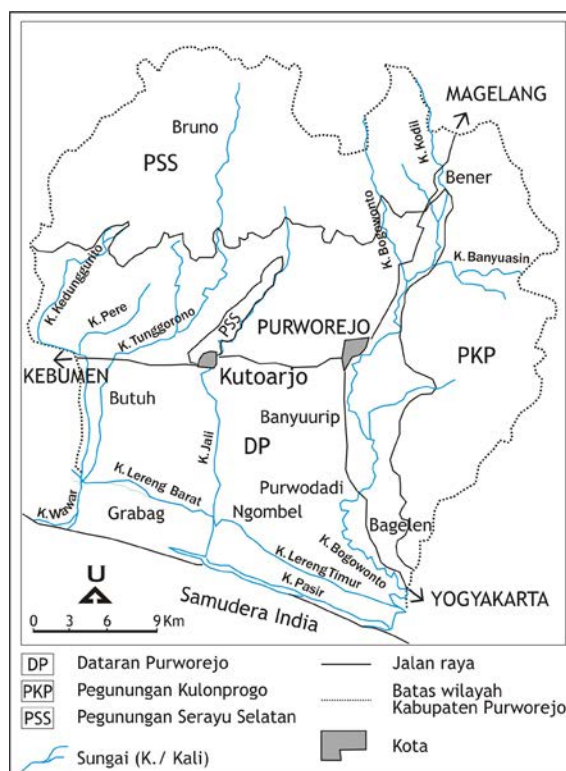 MAGELANG
Bruno
PSS
K. Kodil
Bener
K. Bogowonto
K. Banyuasin
K. Kedunggunto
K. Pere
K. Tunggorono
PSS
PURWOREJO
PKP
KEBUMEN
Kutoarjo
Butuh
Banyuurip
K. Jali
DP
K. Lereng Barat
Purwodadi
K. Wawar
Grabag
Ngombel
Bagelen
K. Bogowonto
K. Lereng Timur
K. Pasir
U
YOGYAKARTA
Samudera India
0 3 6 9 Km
DP Dataran Purworejo
PKP Pegunungan Kulonprogo
PSS Pegunungan Serayu Selatan
Sungai (K./ Kali)
Jalan raya
Batas wilayah
Kabupaten Purworejo
Kota